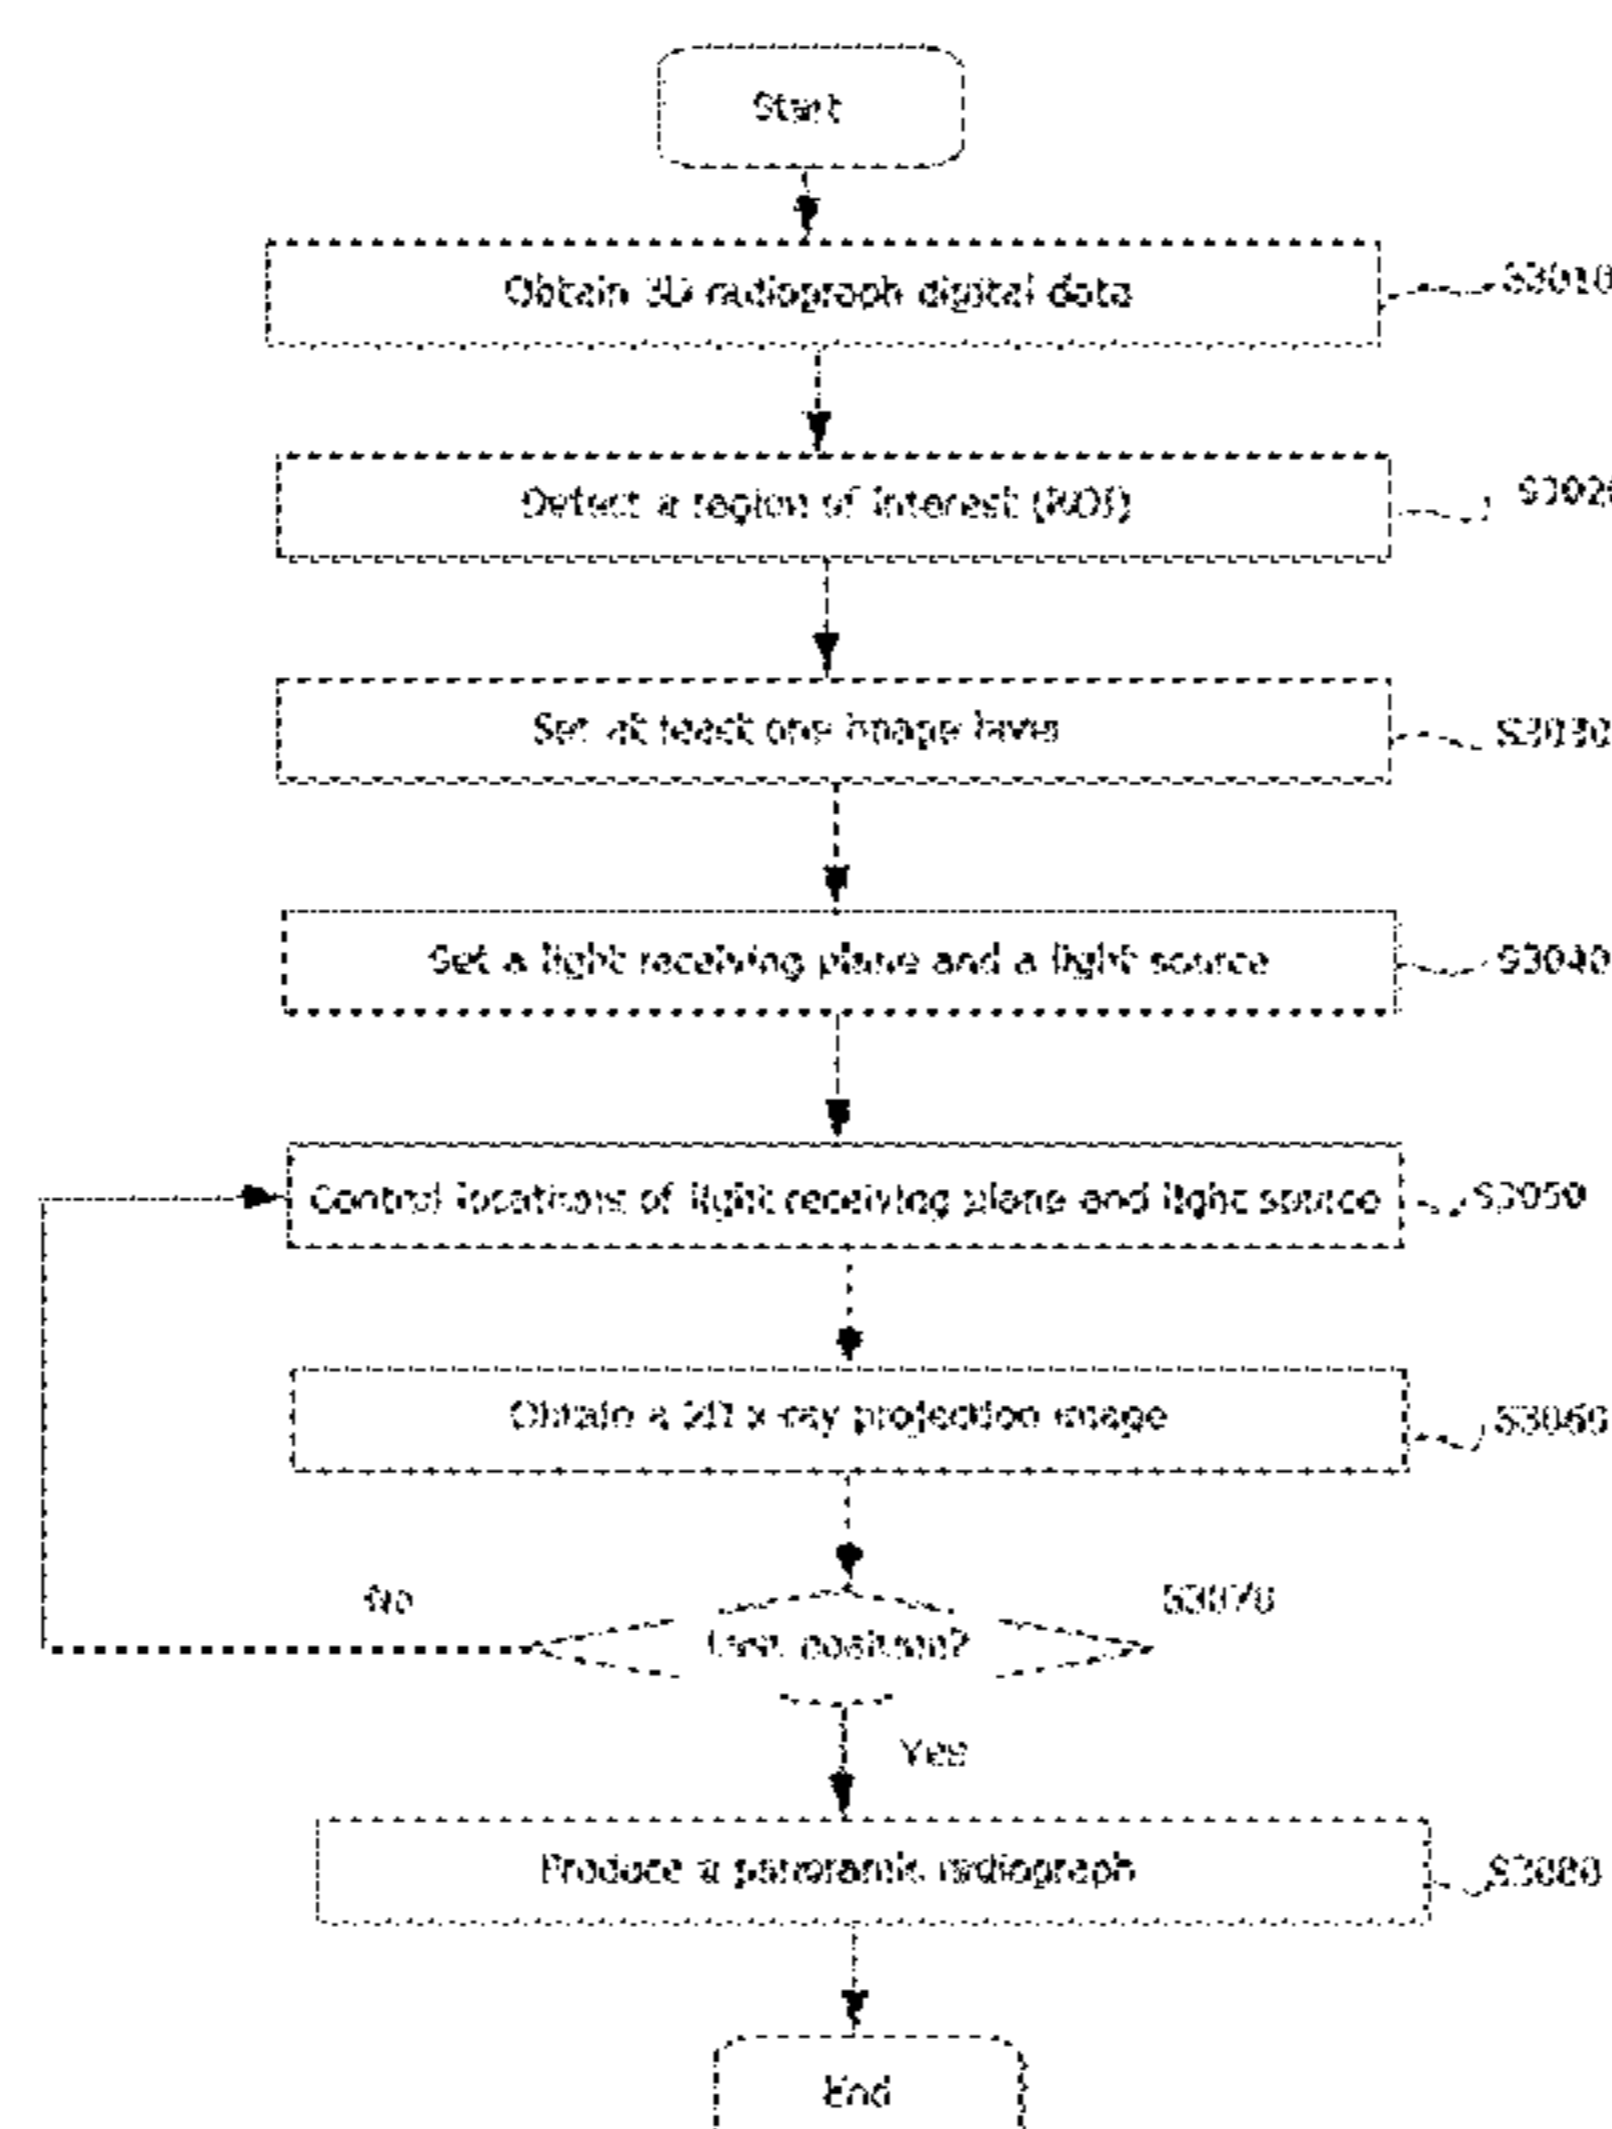 Start
Obtain 3D radiograph digital data
S3010
Detect a region of interest (ROI)
S3020
Set at least one image layer
S3030
Set a light receiving plane and a light source
S3040
Control locations of light receiving plane and light source
S3050
Obtain a 2D x-ray projection image
S3060
No
Last position?
S3070
Yes
Produce a panoramic radiograph
S3080
End